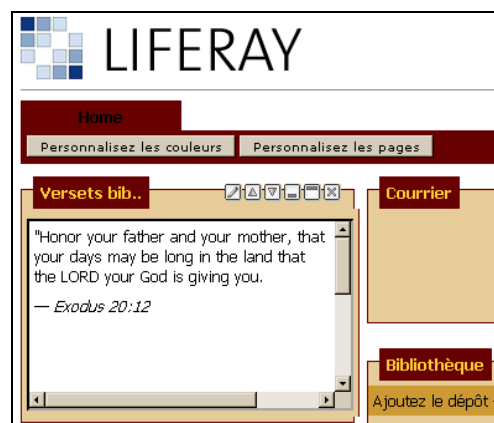 LIFERAY
Home
Personnalisez les couleurs
Personnalisez les pages
Versets bib..
"Honor your father and your mother, that
your days may be long in the land that
the LORD your God is giving you.
— Exodus 20:12
Courrier
Bibliothèque
Ajoutez le dépôt